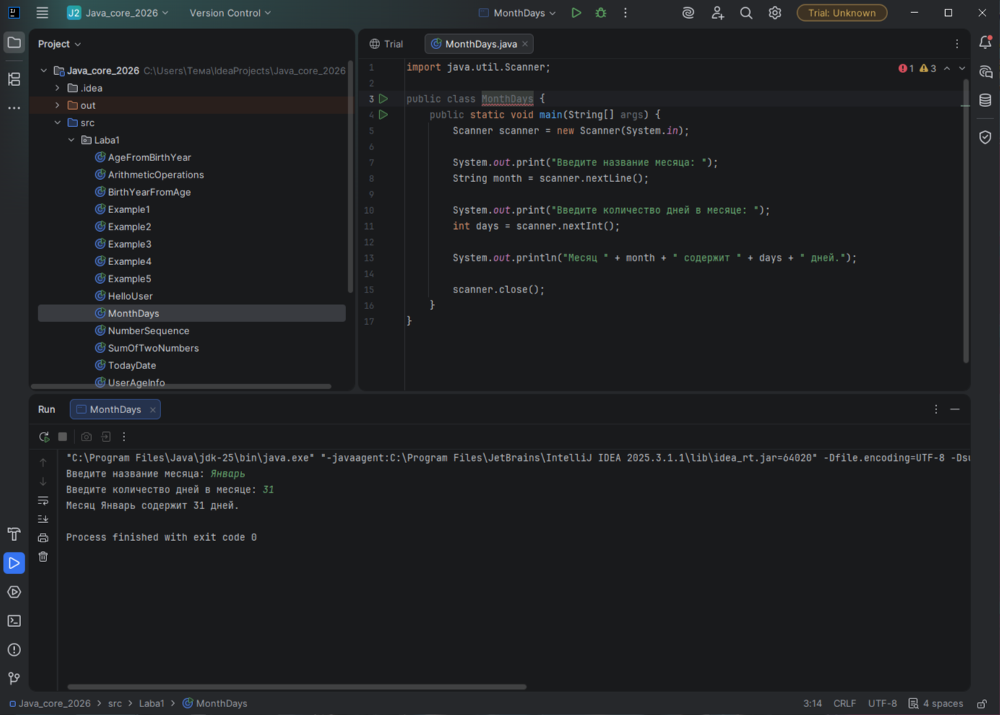 J2 Java_core_2026 Version Control MonthDays Trial: Unknown
Project
Java_core_2026 C:\Users\Тема\IdeaProjects\Java_core_2026
.idea
out
src
Laba1
AgeFromBirthYear
ArithmeticOperations
BirthYearFromAge
Example1
Example2
Example3
Example4
Example5
HelloUser
MonthDays
NumberSequence
SumOfTwoNumbers
TodayDate
UserAgeInfo
Trial MonthDays.java
1 3
1 import java.util.Scanner;
2
3 public class MonthDays {
4 public static void main(String[] args) {
5 Scanner scanner = new Scanner(System.in);
6
7 System.out.print("Введите название месяца: ");
8 String month = scanner.nextLine();
9
10 System.out.print("Введите количество дней в месяце: ");
11 int days = scanner.nextInt();
12
13 System.out.println("Месяц " + month + " содержит " + days + " дней.");
14
15 scanner.close();
16 }
17 }
Run MonthDays
"C:\Program Files\Java\jdk-25\bin\java.exe" "-javaagent:C:\Program Files\JetBrains\IntelliJ IDEA 2025.3.1.1\lib\idea_rt.jar=64020" -Dfile.encoding=UTF-8 -Dsu
Введите название месяца: Январь
Введите количество дней в месяце: 31
Месяц Январь содержит 31 дней.
Process finished with exit code 0
Java_core_2026 > src > Laba1 > MonthDays 3:14 CRLF UTF-8 4 spaces